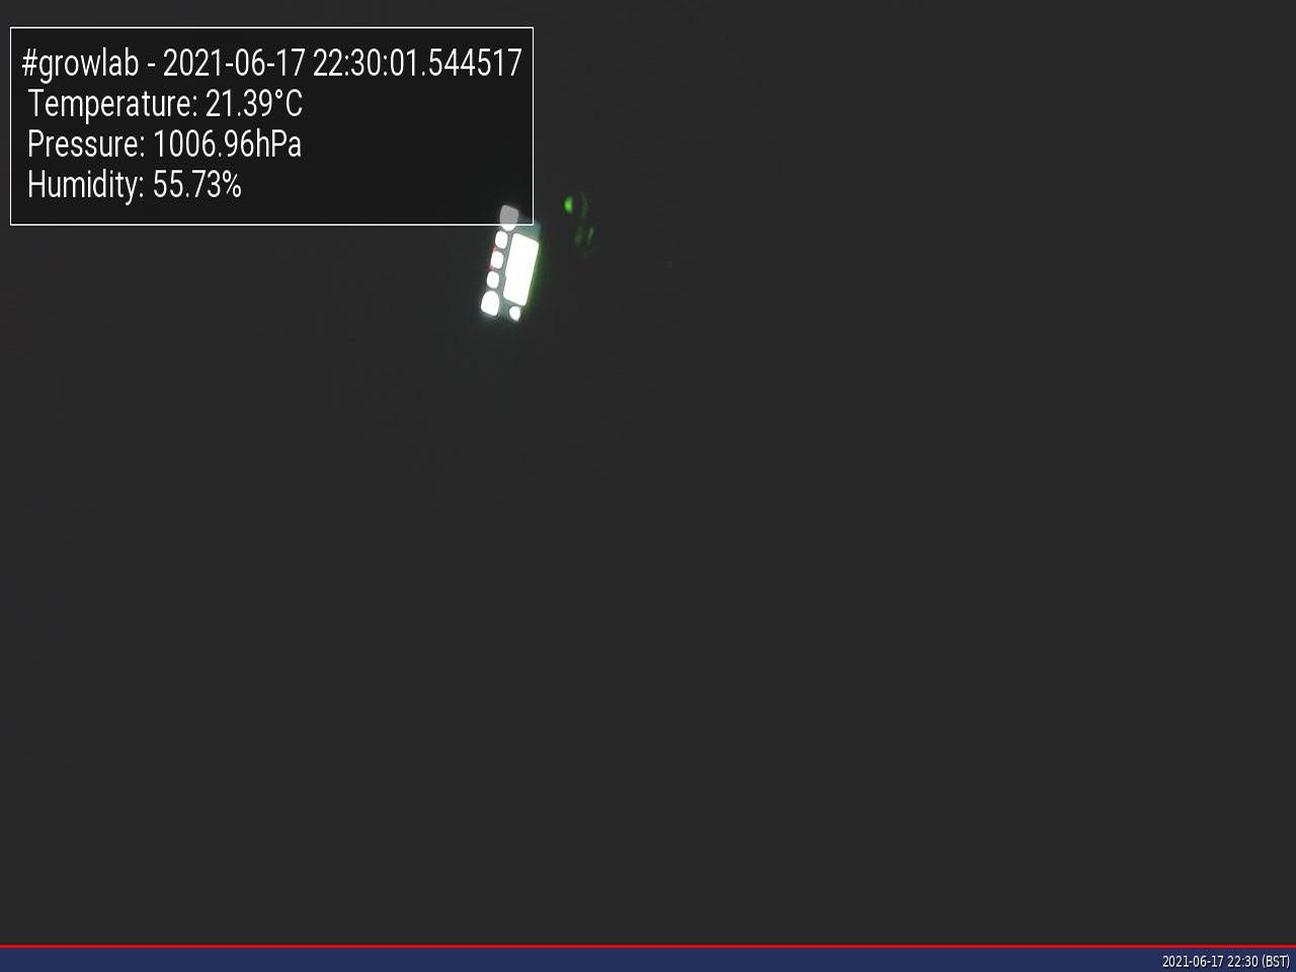 #growlab - 2021-06-17 22:30:01.544517
Temperature: 21.39°C
Pressure: 1006.96hPa
Humidity: 55.73%
2021-06-17 22:30 (BST)